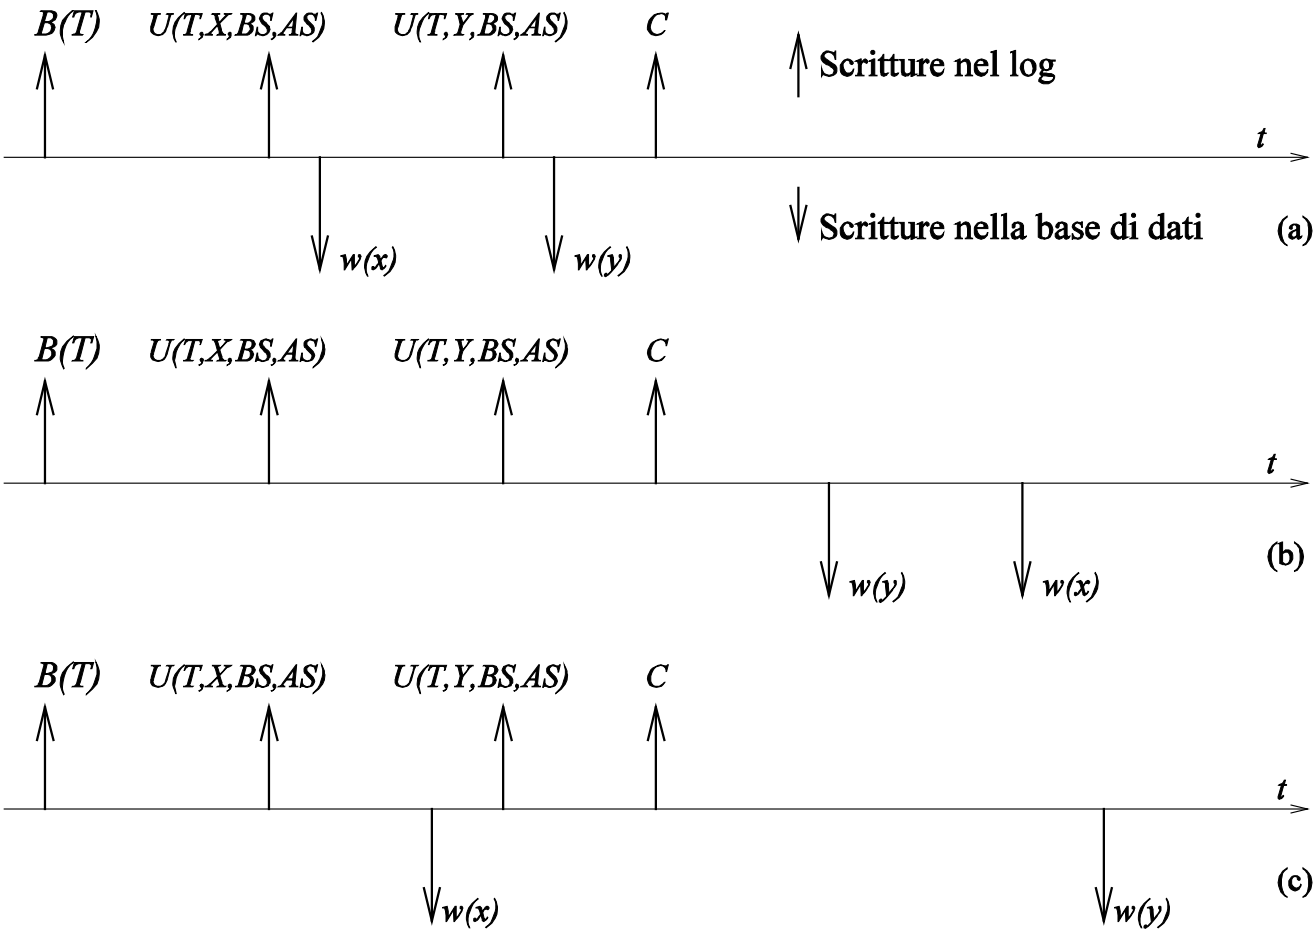 B(T) U(T,X,BS,AS) U(T,Y,BS,AS) C
Scritture nel log
t
Scritture nella base di dati (a)
w(x) w(y)
B(T) U(T,X,BS,AS) U(T,Y,BS,AS) C
t
(b)
w(y) w(x)
B(T) U(T,X,BS,AS) U(T,Y,BS,AS) C
t
(c)
w(x) w(y)